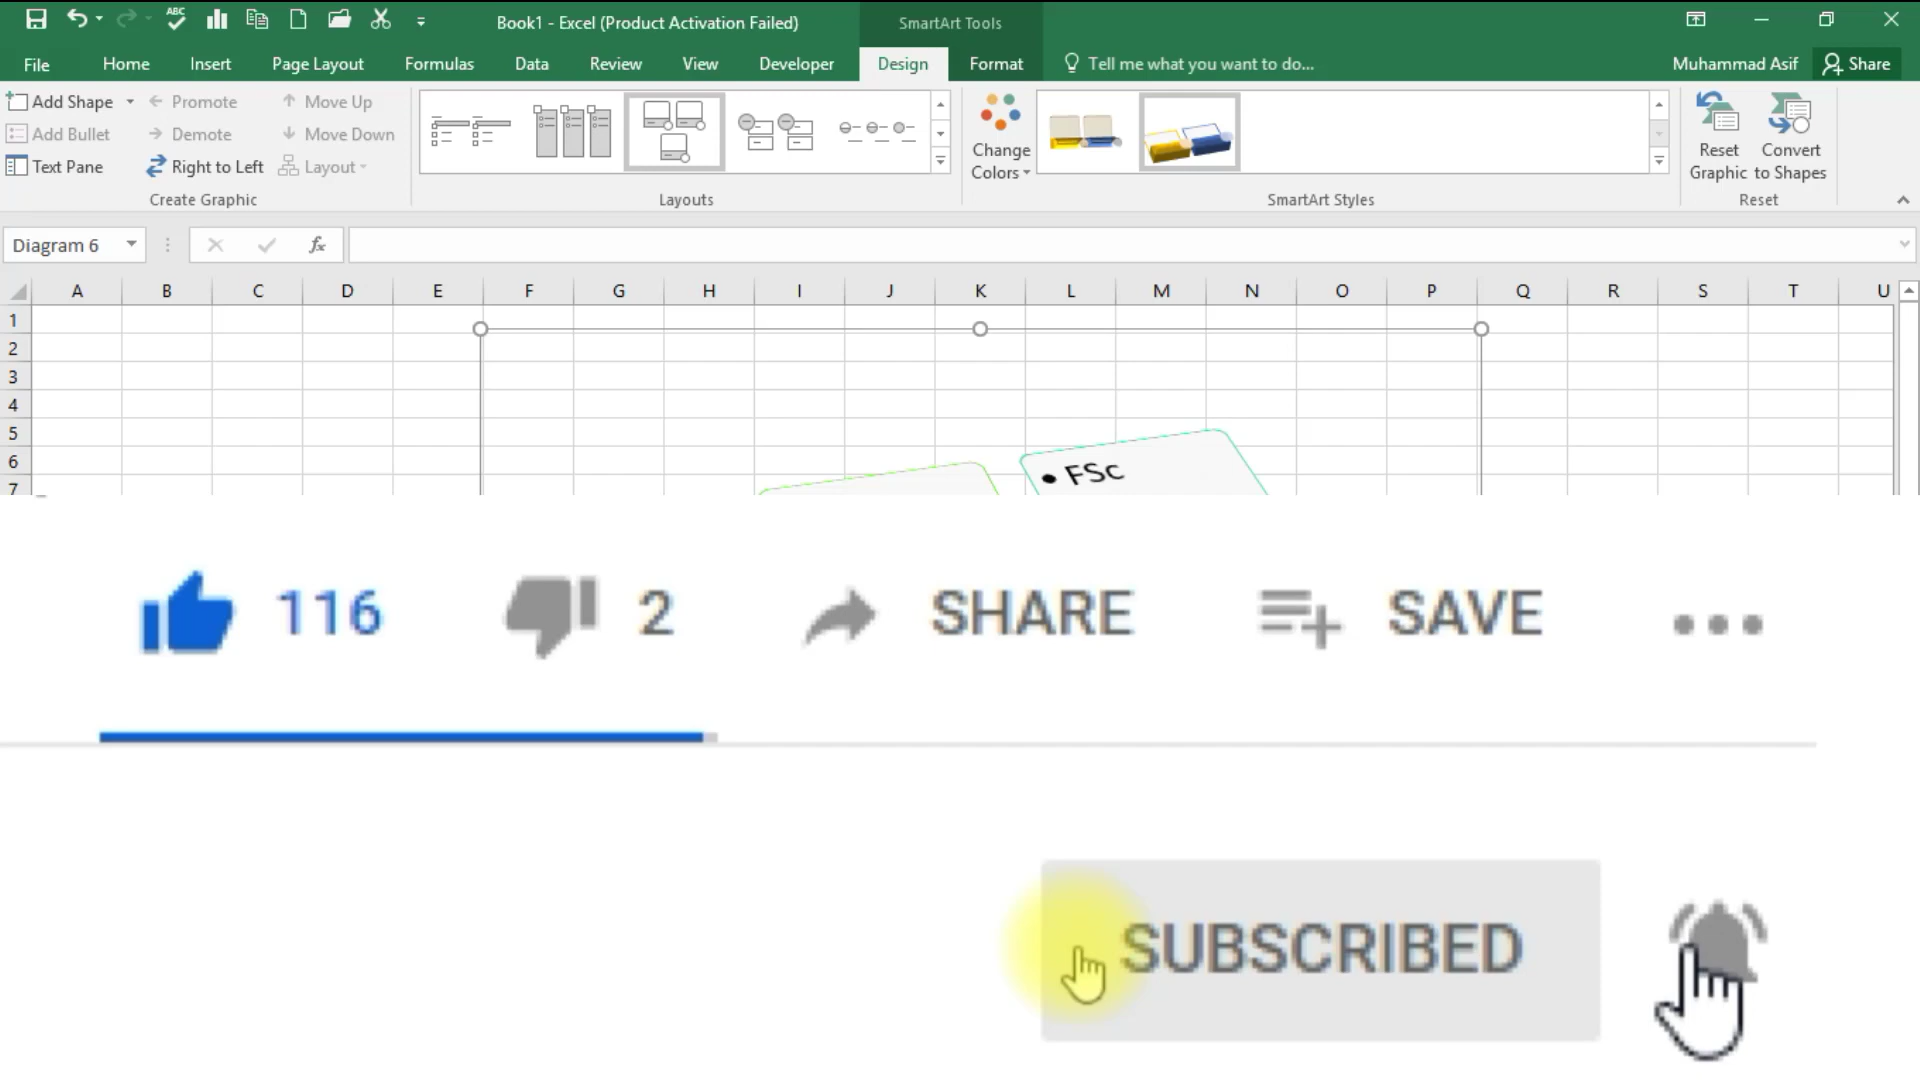 ABC
Book1 - Excel (Product Activation Failed)
SmartArt Tools
File
Home
Insert
Page Layout
Formulas
Data
Review
View
Developer
Design
Format
Tell me what you want to do...
Muhammad Asif
Share
Add Shape
Promote
Move Up
Add Bullet
Demote
Move Down
Text Pane
Right to Left
Layout
Create Graphic
Layouts
Change
Colors
SmartArt Styles
Reset
Graphic
Convert
to Shapes
Reset
Diagram 6
fx
A B C D E F G H I J K L M N O P Q R S T U
1
2
3
4
5
6
• FSc
7
116
2
SHARE
SAVE
SUBSCRIBED